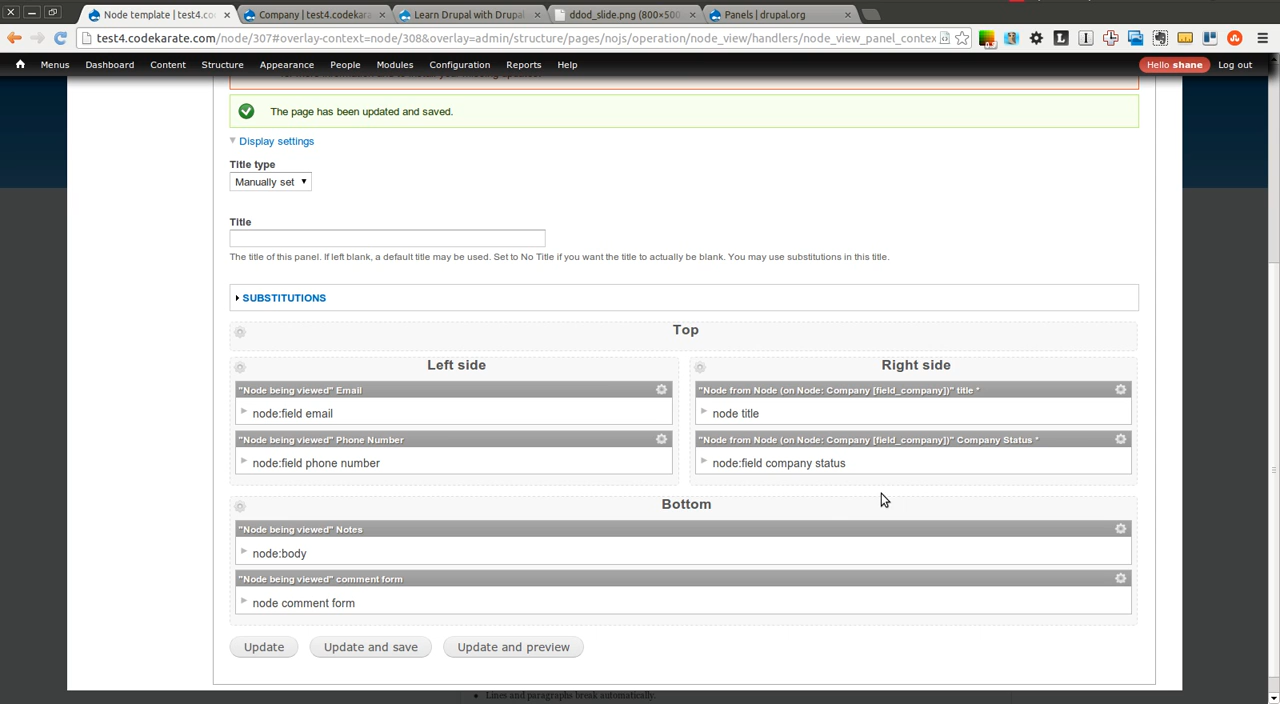 Node template | test4.co
Company | test4.codekara
Learn Drupal with Drupal
ddod_slide.png (800×500
Panels | drupal.org
test4.codekarate.com/node/307#overlay-context=node/308&overlay=admin/structure/pages/nojs/operation/node_view/handlers/node_view_panel_contex
Menus Dashboard Content Structure Appearance People Modules Configuration Reports Help
Hello shane Log out
The page has been updated and saved.
Display settings
Title type
Manually set
Title
The title of this panel. If left blank, a default title may be used. Set to No Title if you want the title to actually be blank. You may use substitutions in this title.
SUBSTITUTIONS
Top
Left side
"Node being viewed" Email
node:field email
"Node being viewed" Phone Number
node:field phone number
Right side
"Node from Node (on Node: Company [field_company])" title *
node title
"Node from Node (on Node: Company [field_company])" Company Status *
node:field company status
Bottom
"Node being viewed" Notes
node:body
"Node being viewed" comment form
node comment form
Update
Update and save
Update and preview
Lines and paragraphs break automatically.